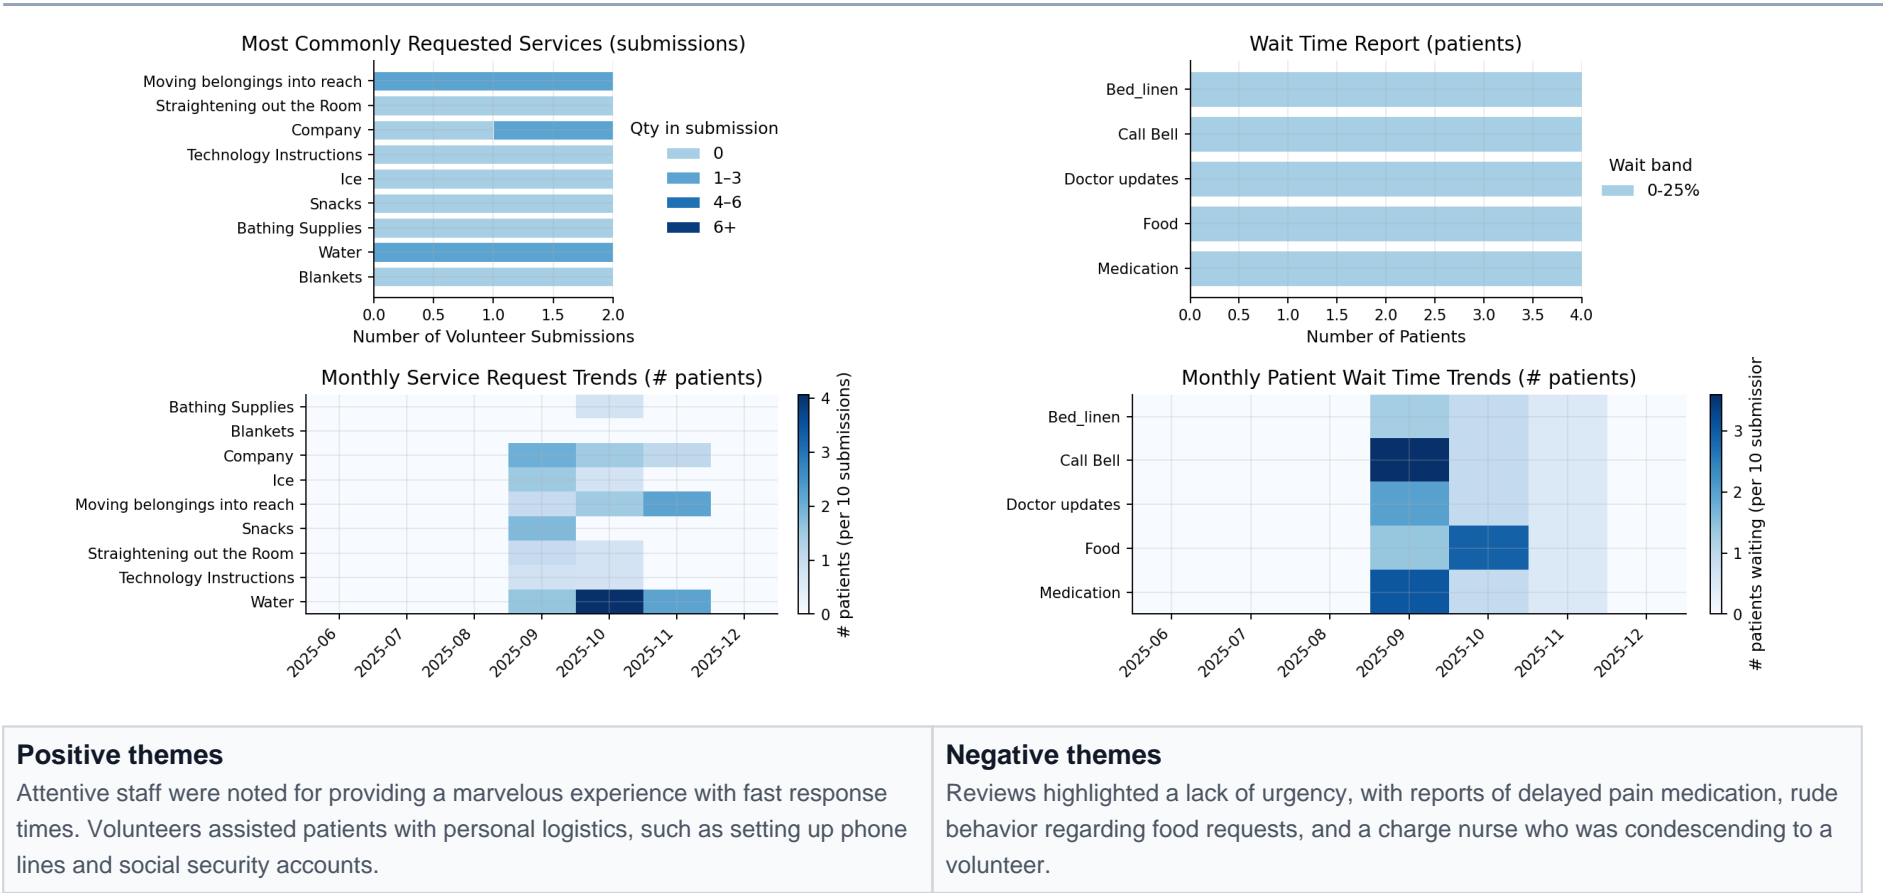 Most Commonly Requested Services (submissions)
Moving belongings into reach
Straightening out the Room
Company
Technology Instructions
Ice
Snacks
Bathing Supplies
Water
Blankets
0.0 0.5 1.0 1.5 2.0
Number of Volunteer Submissions
Qty in submission
0
1–3
4–6
6+
Wait Time Report (patients)
Bed_linen
Call Bell
Doctor updates
Food
Medication
0.0 0.5 1.0 1.5 2.0 2.5 3.0 3.5 4.0
Number of Patients
Wait band
0-25%
Monthly Service Request Trends (# patients)
Bathing Supplies
Blankets
Company
Ice
Moving belongings into reach
Snacks
Straightening out the Room
Technology Instructions
Water
2025-06 2025-07 2025-08 2025-09 2025-10 2025-11 2025-12
4
3
2
1
0
# patients (per 10 submissions)
Monthly Patient Wait Time Trends (# patients)
Bed_linen
Call Bell
Doctor updates
Food
Medication
2025-06 2025-07 2025-08 2025-09 2025-10 2025-11 2025-12
3
2
1
0
# patients waiting (per 10 submission
Positive themes
Attentive staff were noted for providing a marvelous experience with fast response
times. Volunteers assisted patients with personal logistics, such as setting up phone
lines and social security accounts.
Negative themes
Reviews highlighted a lack of urgency, with reports of delayed pain medication, rude
behavior regarding food requests, and a charge nurse who was condescending to a
volunteer.